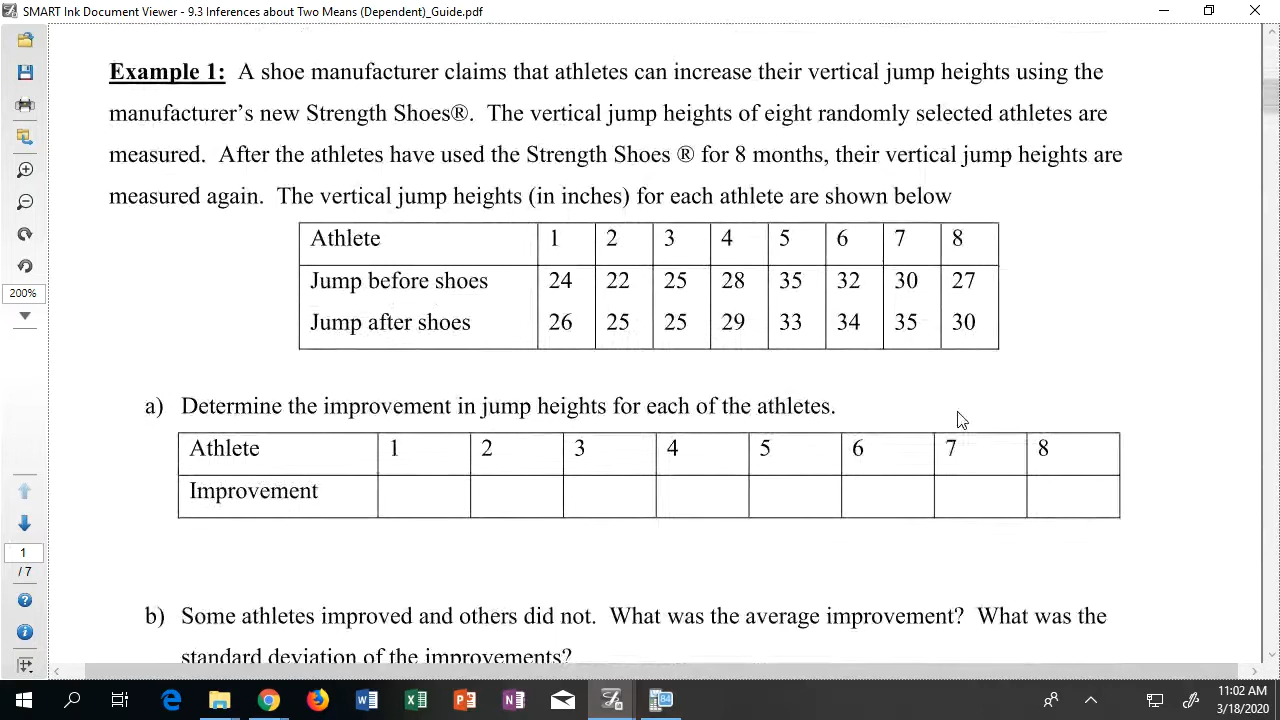 SMART Ink Document Viewer - 9.3 Inferences about Two Means (Dependent)_Guide.pdf
Example 1: A shoe manufacturer claims that athletes can increase their vertical jump heights using the
manufacturer's new Strength Shoes®. The vertical jump heights of eight randomly selected athletes are
measured. After the athletes have used the Strength Shoes ® for 8 months, their vertical jump heights are
measured again. The vertical jump heights (in inches) for each athlete are shown below
Athlete 1 2 3 4 5 6 7 8
Jump before shoes 24 22 25 28 35 32 30 27
Jump after shoes 26 25 25 29 33 34 35 30
200%
a) Determine the improvement in jump heights for each of the athletes.
Athlete 1 2 3 4 5 6 7 8
Improvement
1
/ 7
b) Some athletes improved and others did not. What was the average improvement? What was the
standard deviation of the improvements?
11:02 AM
3/18/2020